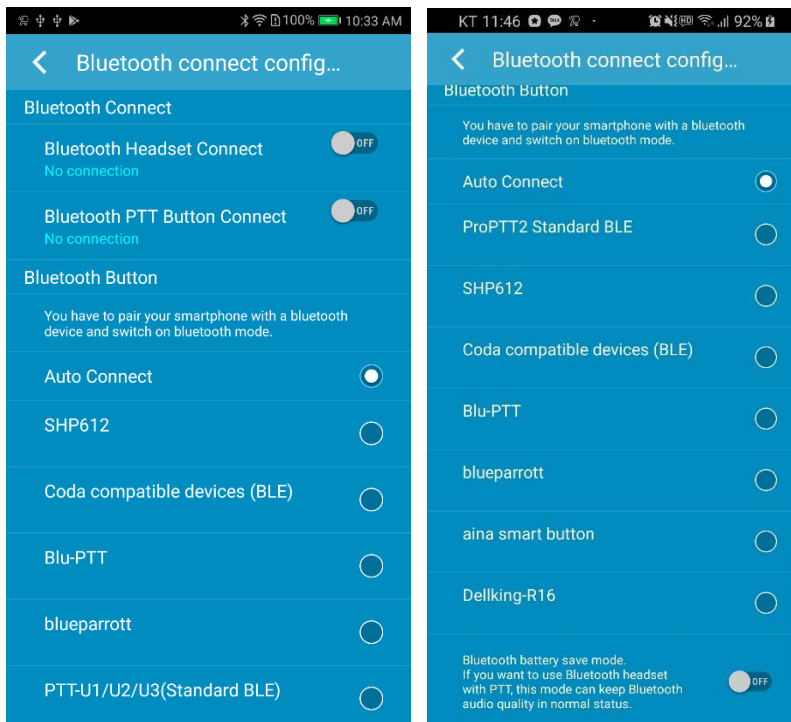 100% 10:33 AM
Bluetooth connect config...
Bluetooth Connect
Bluetooth Headset Connect
OFF
No connection
Bluetooth PTT Button Connect
OFF
No connection
Bluetooth Button
You have to pair your smartphone with a bluetooth
device and switch on bluetooth mode.
Auto Connect
SHP612
Coda compatible devices (BLE)
Blu-PTT
blueparrott
PTT-U1/U2/U3(Standard BLE)
KT 11:46 HD 92%
Bluetooth connect config...
Bluetooth Button
You have to pair your smartphone with a bluetooth
device and switch on bluetooth mode.
Auto Connect
ProPTT2 Standard BLE
SHP612
Coda compatible devices (BLE)
Blu-PTT
blueparrott
aina smart button
Dellking-R16
Bluetooth battery save mode.
If you want to use Bluetooth headset
with PTT, this mode can keep Bluetooth
audio quality in normal status.
OFF